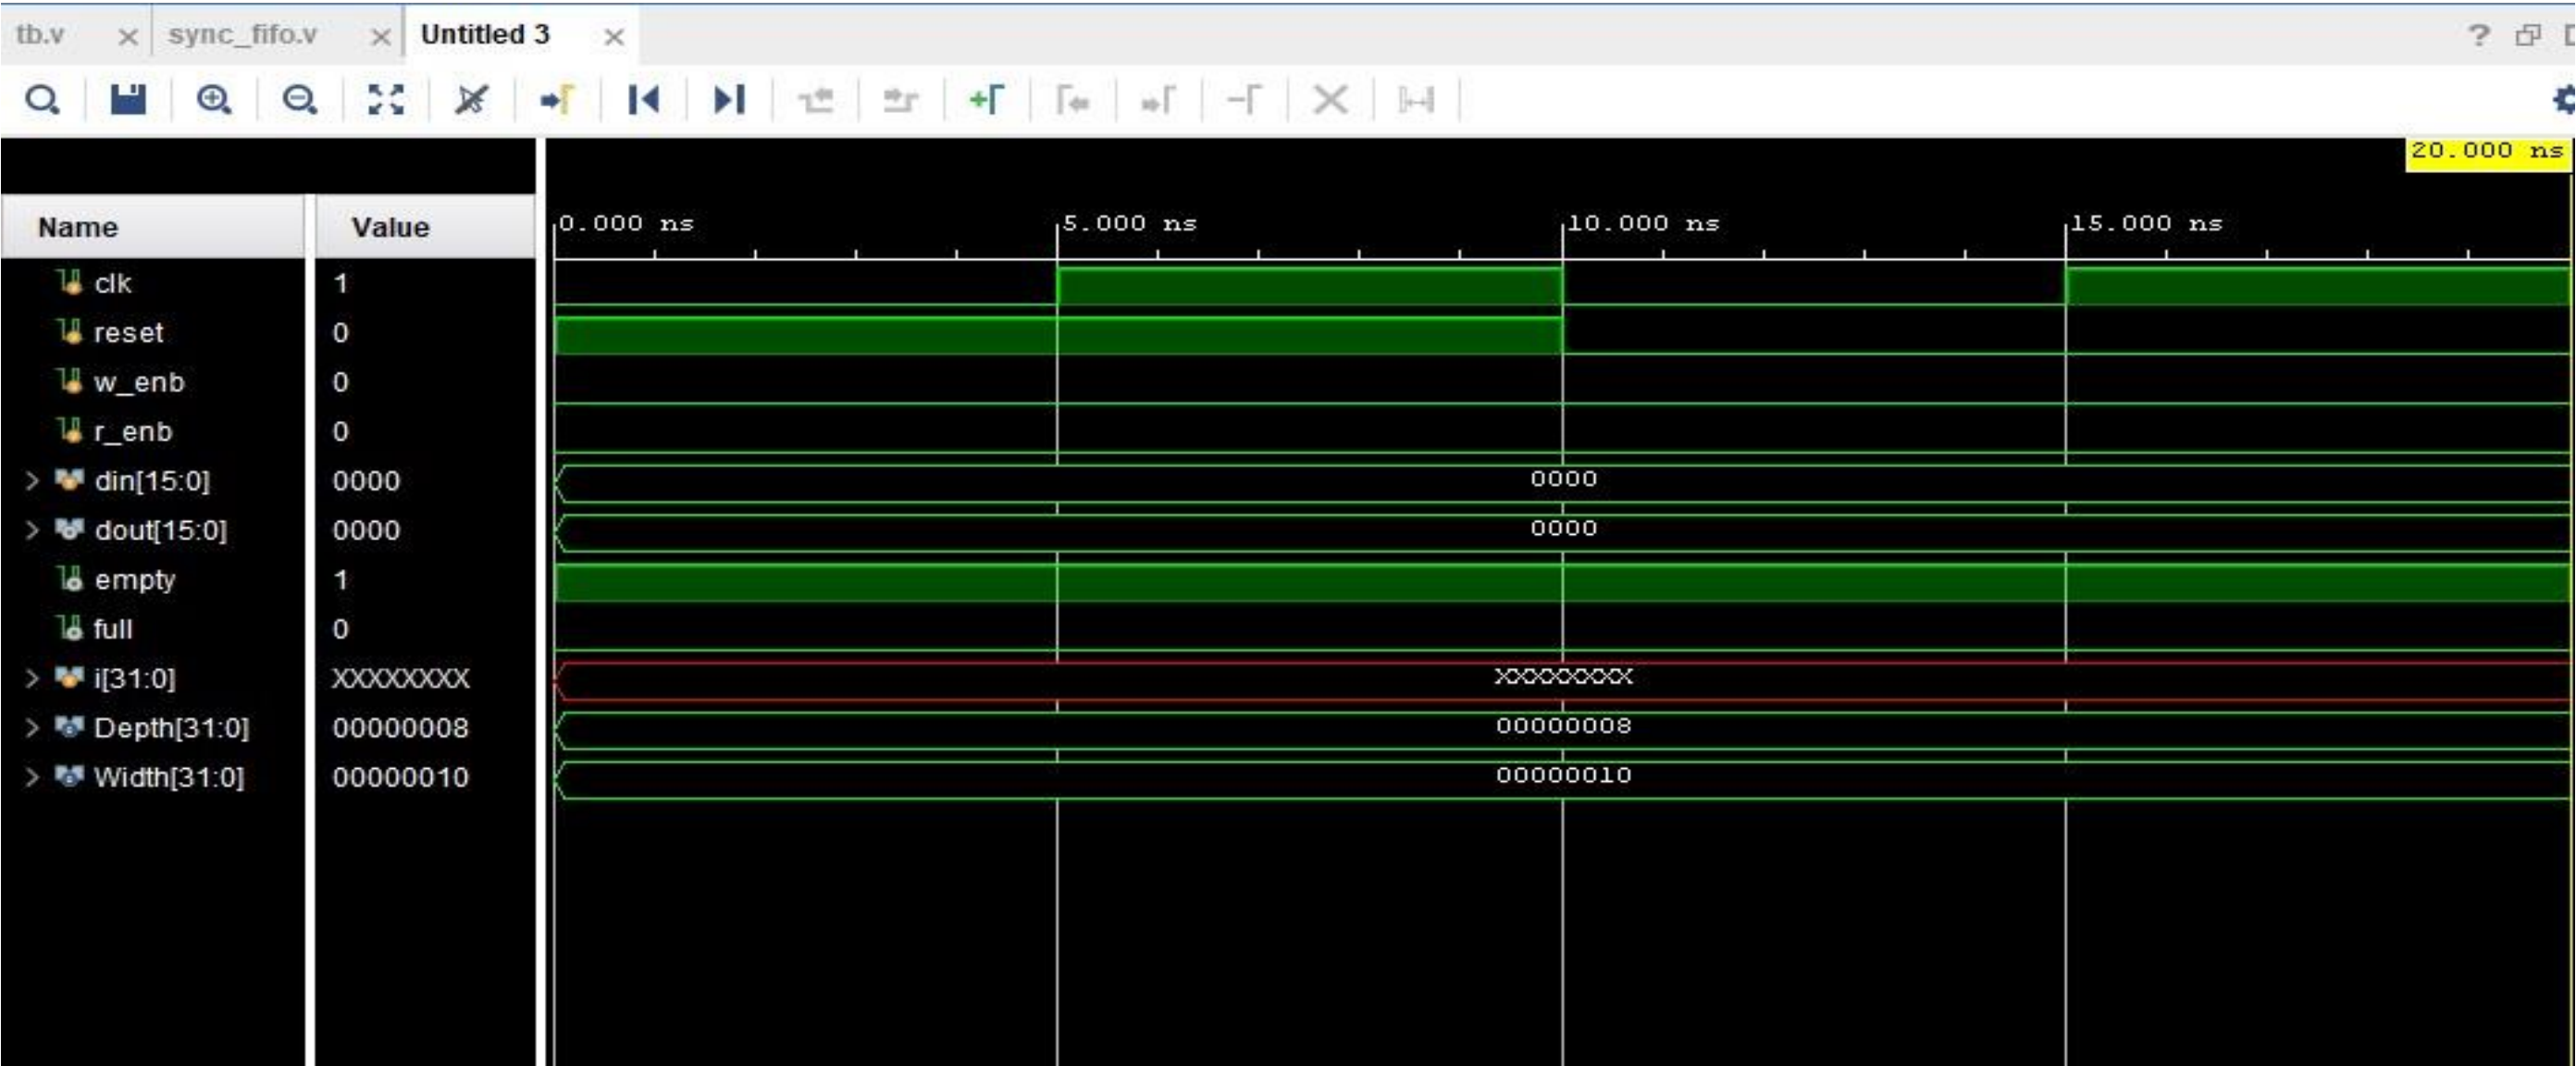 tb.v sync_fifo.v Untitled 3
20.000 ns
Name Value 0.000 ns 5.000 ns 10.000 ns 15.000 ns
clk 1
reset 0
w_enb 0
r_enb 0
din[15:0] 0000 0000
dout[15:0] 0000 0000
empty 1
full 0
i[31:0] XXXXXXXX XXXXXXXX
Depth[31:0] 00000008 00000008
Width[31:0] 00000010 00000010